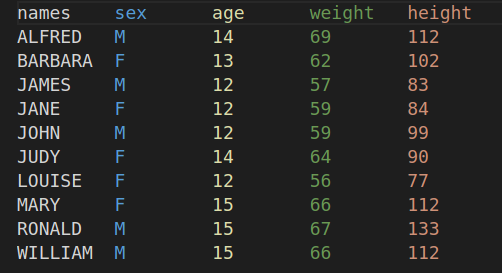 names sex age weight height
ALFRED M 14 69 112
BARBARA F 13 62 102
JAMES M 12 57 83
JANE F 12 59 84
JOHN M 12 59 99
JUDY F 14 64 90
LOUISE F 12 56 77
MARY F 15 66 112
RONALD M 15 67 133
WILLIAM M 15 66 112